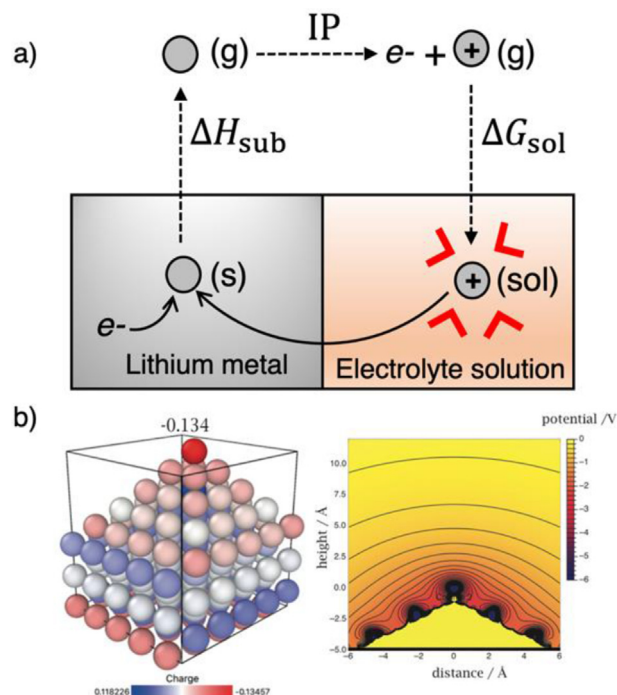 a)
(g)
IP
e- +
+
(g)
ΔH_sub
ΔG_sol
(s)
+
(sol)
e-
Lithium metal
Electrolyte solution
b)
-0.134
Charge
0.118226
-0.13457
potential /V
0
-1
-2
-3
-4
-5
-6
height / Å
10.0
7.5
5.0
2.5
0.0
-2.5
-5.0
-6
-4
-2
0
2
4
6
distance / Å